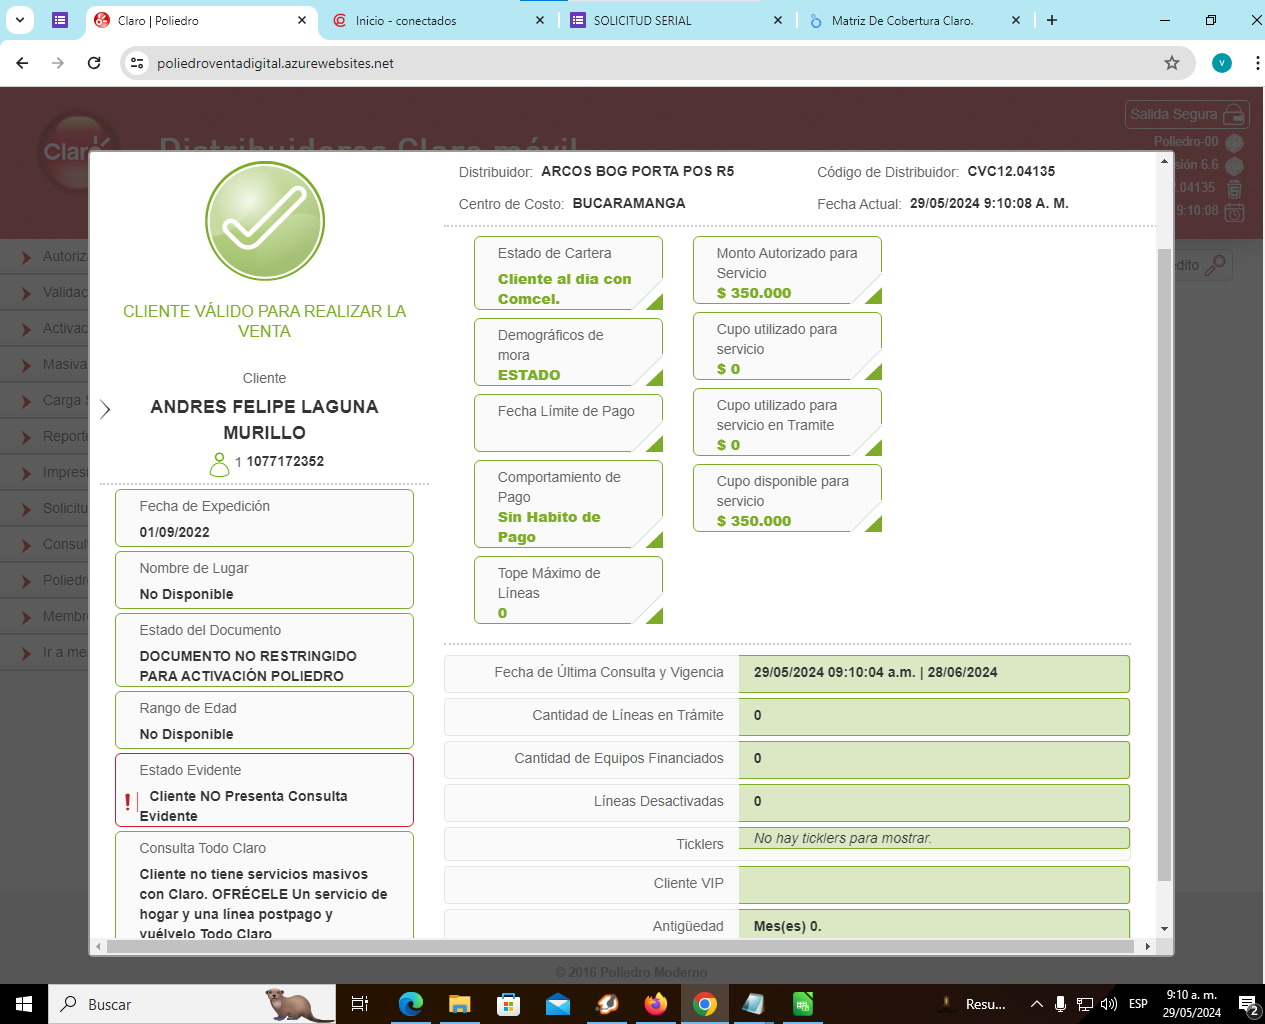 Claro | Poliedro
Inicio - conectados
SOLICITUD SERIAL
Matriz De Cobertura Claro.
poliedroventadigital.azurewebsites.net
V
Salida Segura
Claro
Distribuidores Claro móvil
Poliedro-00
sión 6.6
2.04135
9:10:08
Autoriz
Validac
Activac
Masiva
Carga S
Reporte
Impresi
Solicitu
Consul
Poliedr
Membr
Ir a me
édito
CLIENTE VÁLIDO PARA REALIZAR LA
VENTA
Cliente
ANDRES FELIPE LAGUNA
MURILLO
1 1077172352
Fecha de Expedición
01/09/2022
Nombre de Lugar
No Disponible
Estado del Documento
DOCUMENTO NO RESTRINGIDO
PARA ACTIVACIÓN POLIEDRO
Rango de Edad
No Disponible
Estado Evidente
Cliente NO Presenta Consulta
Evidente
Consulta Todo Claro
Cliente no tiene servicios masivos
con Claro. OFRÉCELE Un servicio de
hogar y una línea postpago y
vuélvelo Todo Claro
Distribuidor: ARCOS BOG PORTA POS R5
Código de Distribuidor: CVC12.04135
Centro de Costo: BUCARAMANGA
Fecha Actual: 29/05/2024 9:10:08 A. M.
Estado de Cartera
Cliente al dia con
Comcel.
Demográficos de
mora
ESTADO
Fecha Límite de Pago
Comportamiento de
Pago
Sin Habito de
Pago
Tope Máximo de
Líneas
0
Monto Autorizado para
Servicio
$ 350.000
Cupo utilizado para
servicio
$ 0
Cupo utilizado para
servicio en Tramite
$ 0
Cupo disponible para
servicio
$ 350.000
Fecha de Última Consulta y Vigencia 29/05/2024 09:10:04 a.m. | 28/06/2024
Cantidad de Líneas en Trámite 0
Cantidad de Equipos Financiados 0
Líneas Desactivadas 0
Ticklers No hay ticklers para mostrar.
Cliente VIP
Antigüedad Mes(es) 0.
© 2016 Poliedro Moderno
Buscar
Resu...
ESP
9:10 a. m.
29/05/2024
2